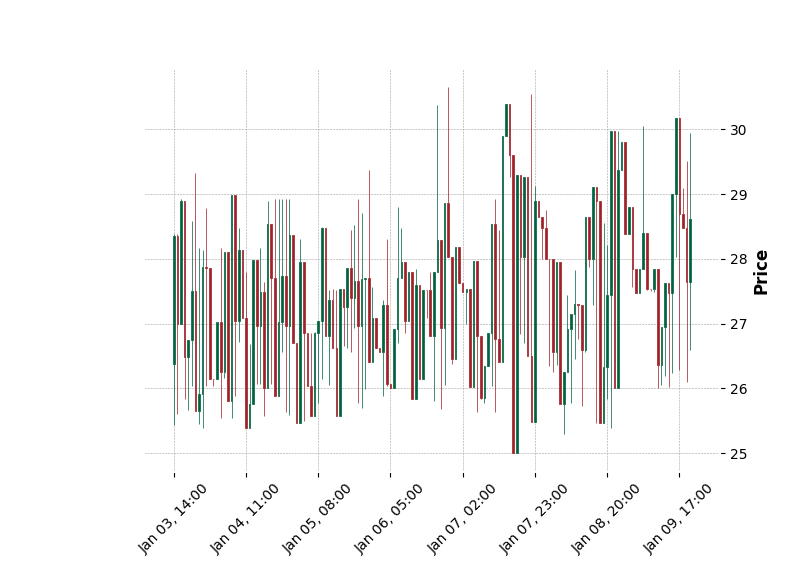 30
29
28
27
26
25
Price
Jan 03, 14:00
Jan 04, 11:00
Jan 05, 08:00
Jan 06, 05:00
Jan 07, 02:00
Jan 07, 23:00
Jan 08, 20:00
Jan 09, 17:00